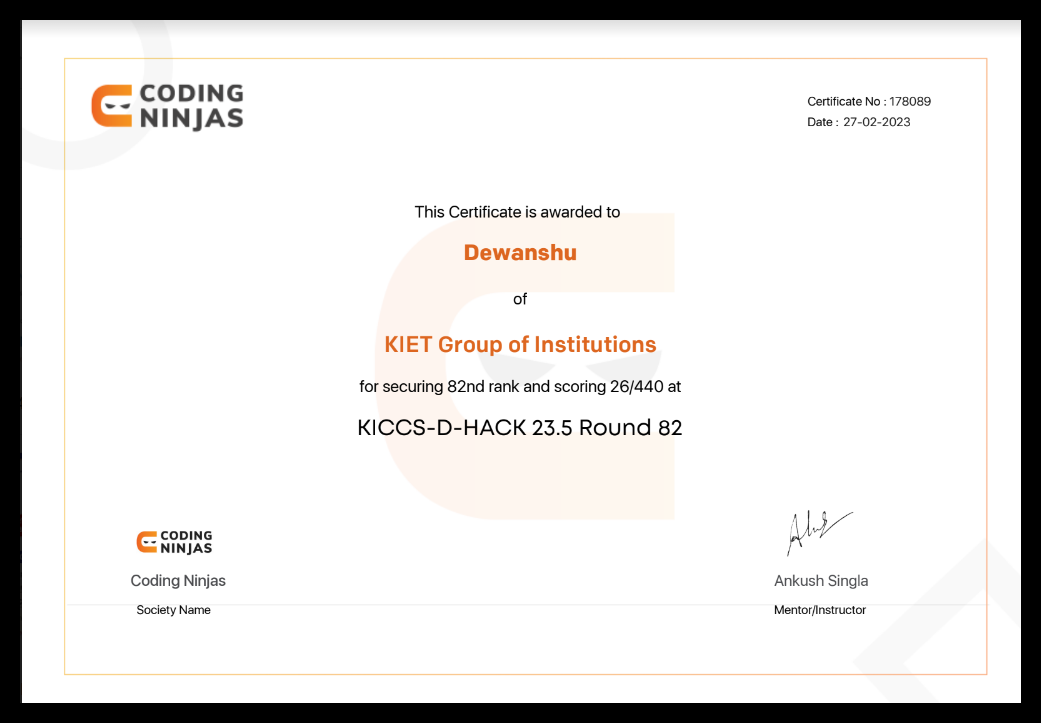 CODING
NINJAS
Certificate No : 178089
Date : 27-02-2023
This Certificate is awarded to
Dewanshu
of
KIET Group of Institutions
for securing 82nd rank and scoring 26/440 at
KICCS-D-HACK 23.5 Round 82
CODING
NINJAS
Coding Ninjas
Society Name
Ankush Singla
Mentor/Instructor